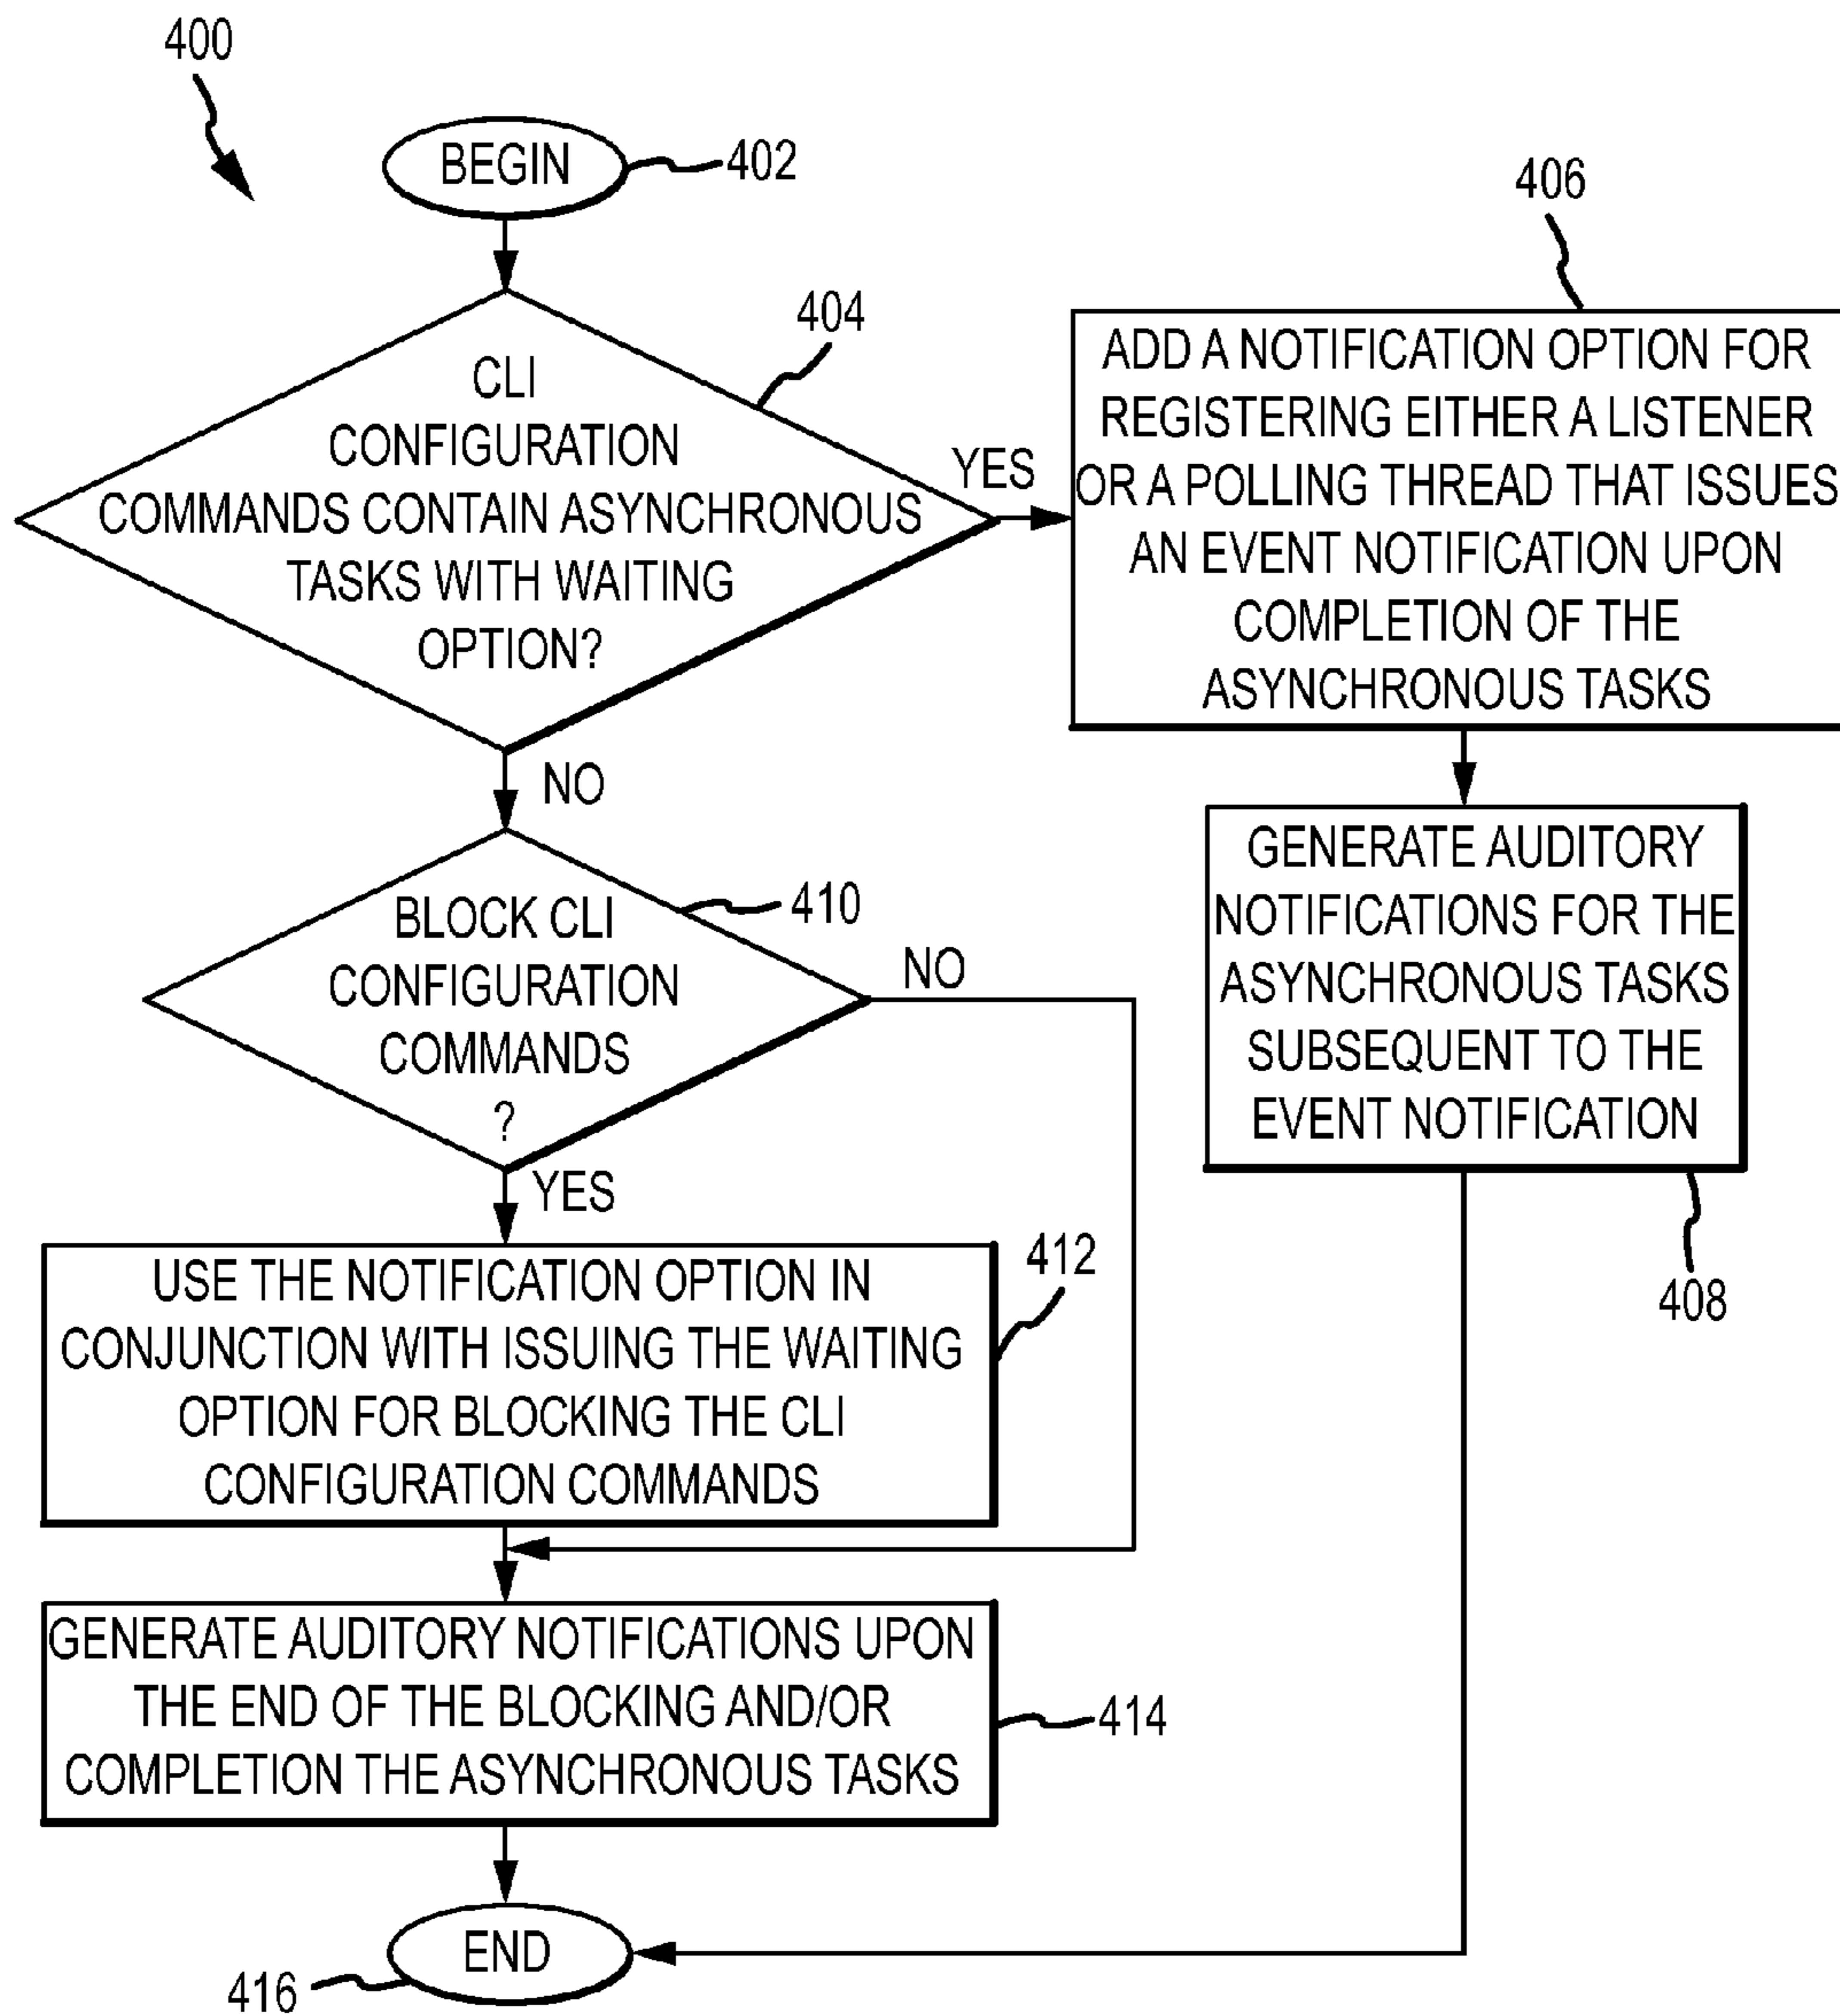 400
BEGIN
402
CLI
CONFIGURATION
COMMANDS CONTAIN ASYNCHRONOUS
TASKS WITH WAITING
OPTION?
404
YES
NO
406
ADD A NOTIFICATION OPTION FOR
REGISTERING EITHER A LISTENER
OR A POLLING THREAD THAT ISSUES
AN EVENT NOTIFICATION UPON
COMPLETION OF THE
ASYNCHRONOUS TASKS
GENERATE AUDITORY
NOTIFICATIONS FOR THE
ASYNCHRONOUS TASKS
SUBSEQUENT TO THE
EVENT NOTIFICATION
408
BLOCK CLI
CONFIGURATION
COMMANDS
?
410
NO
YES
USE THE NOTIFICATION OPTION IN
CONJUNCTION WITH ISSUING THE WAITING
OPTION FOR BLOCKING THE CLI
CONFIGURATION COMMANDS
412
GENERATE AUDITORY NOTIFICATIONS UPON
THE END OF THE BLOCKING AND/OR
COMPLETION THE ASYNCHRONOUS TASKS
414
END
416